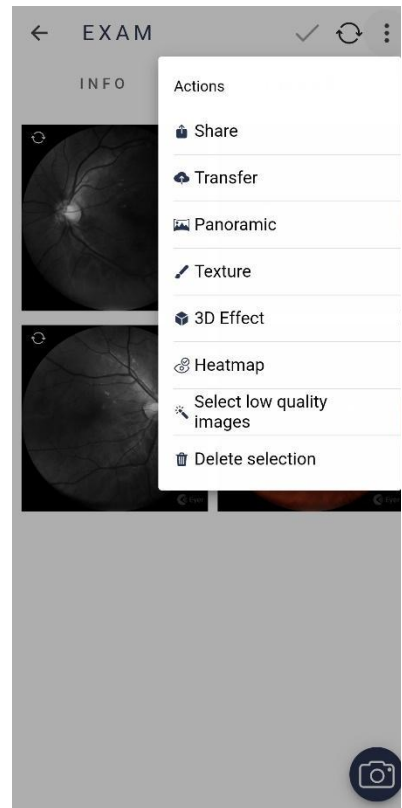 EXAM
INFO
Actions
Share
Transfer
Panoramic
Texture
3D Effect
Heatmap
Select low quality
images
Delete selection